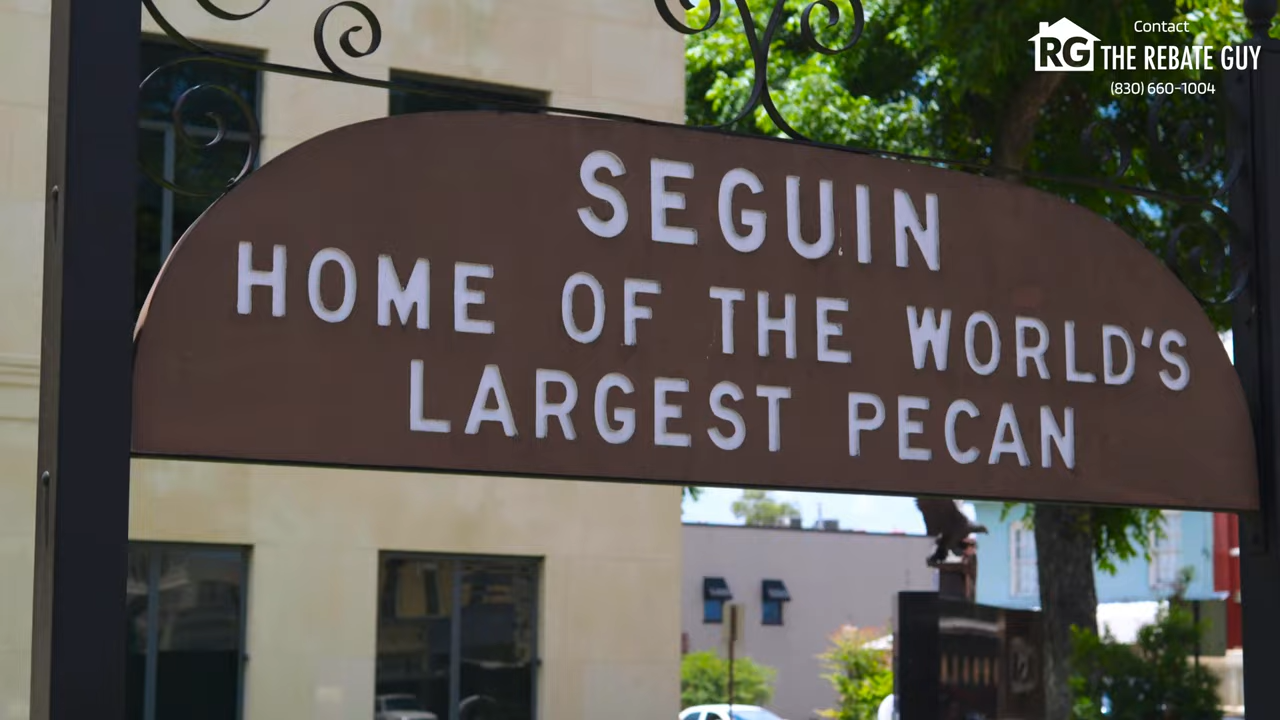 Contact
RG THE REBATE GUY
(830) 660-1004
SEGUIN
HOME OF THE WORLD'S
LARGEST PECAN